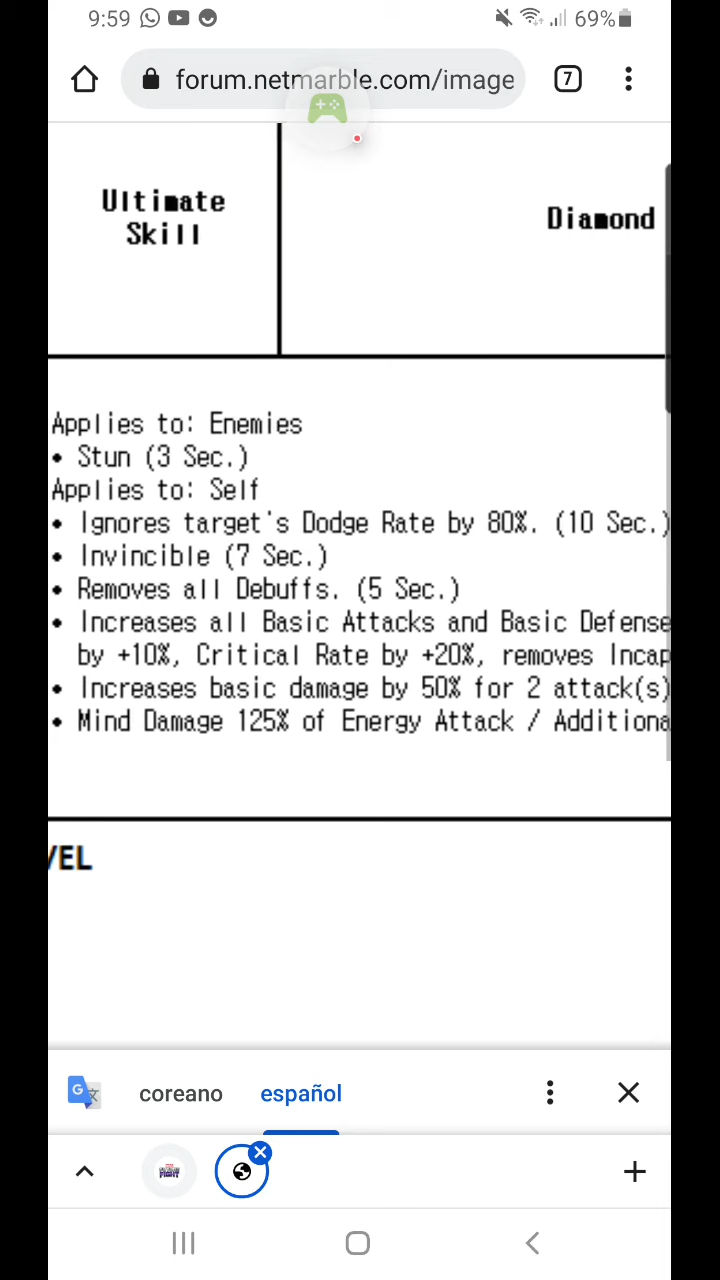 9:59
69%
forum.netmarble.com/image
7
Ultimate
Skill
Diamond
Applies to: Enemies
• Stun (3 Sec.)
Applies to: Self
• Ignores target's Dodge Rate by 80%. (10 Sec.)
• Invincible (7 Sec.)
• Removes all Debuffs. (5 Sec.)
• Increases all Basic Attacks and Basic Defense
by +10%, Critical Rate by +20%, removes Incap
• Increases basic damage by 50% for 2 attack(s)
• Mind Damage 125% of Energy Attack / Additiona
VEL
G 文
coreano
español
FIGHT